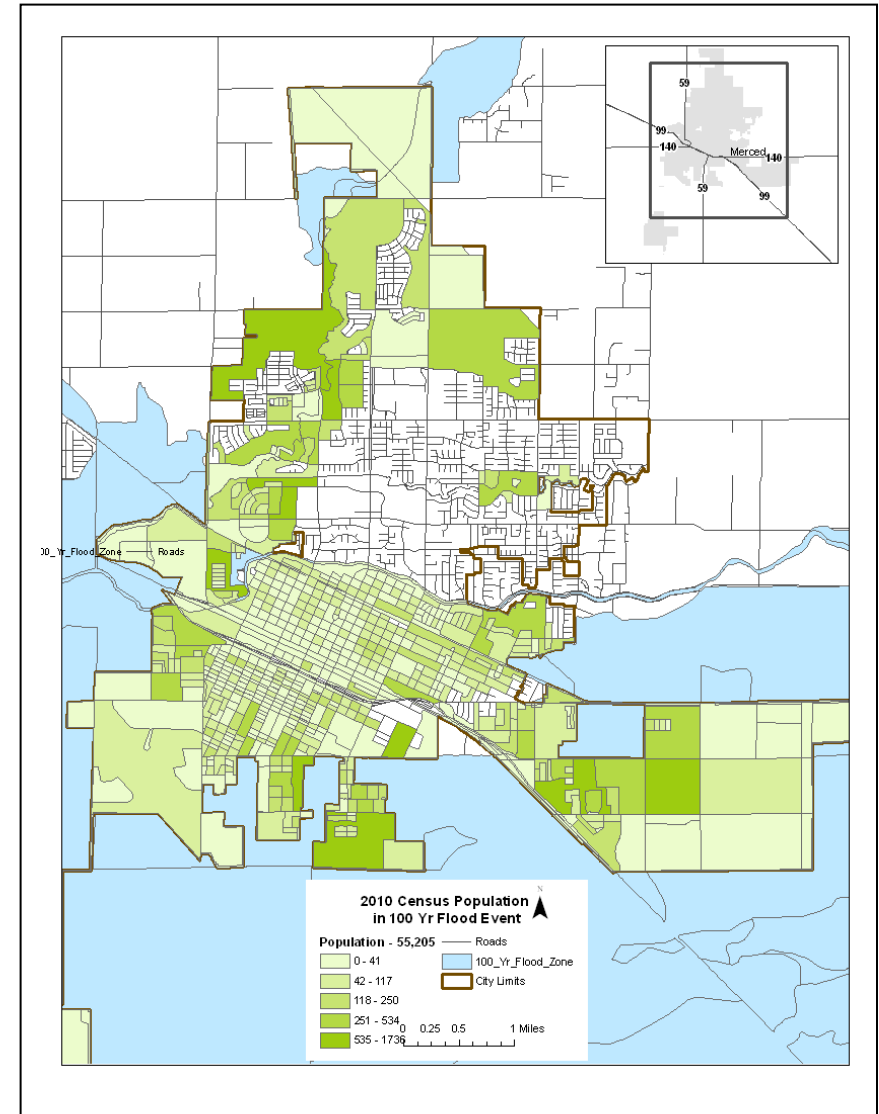 59
99
140
Merced
140
59
99
00_Yr_Flood_Zone
Roads
N
2010 Census Population
in 100 Yr Flood Event
Population - 55,205
Roads
0 - 41
100_Yr_Flood_Zone
42 - 117
City Limits
118 - 250
251 - 534
0 0.25 0.5 1 Miles
535 - 1736